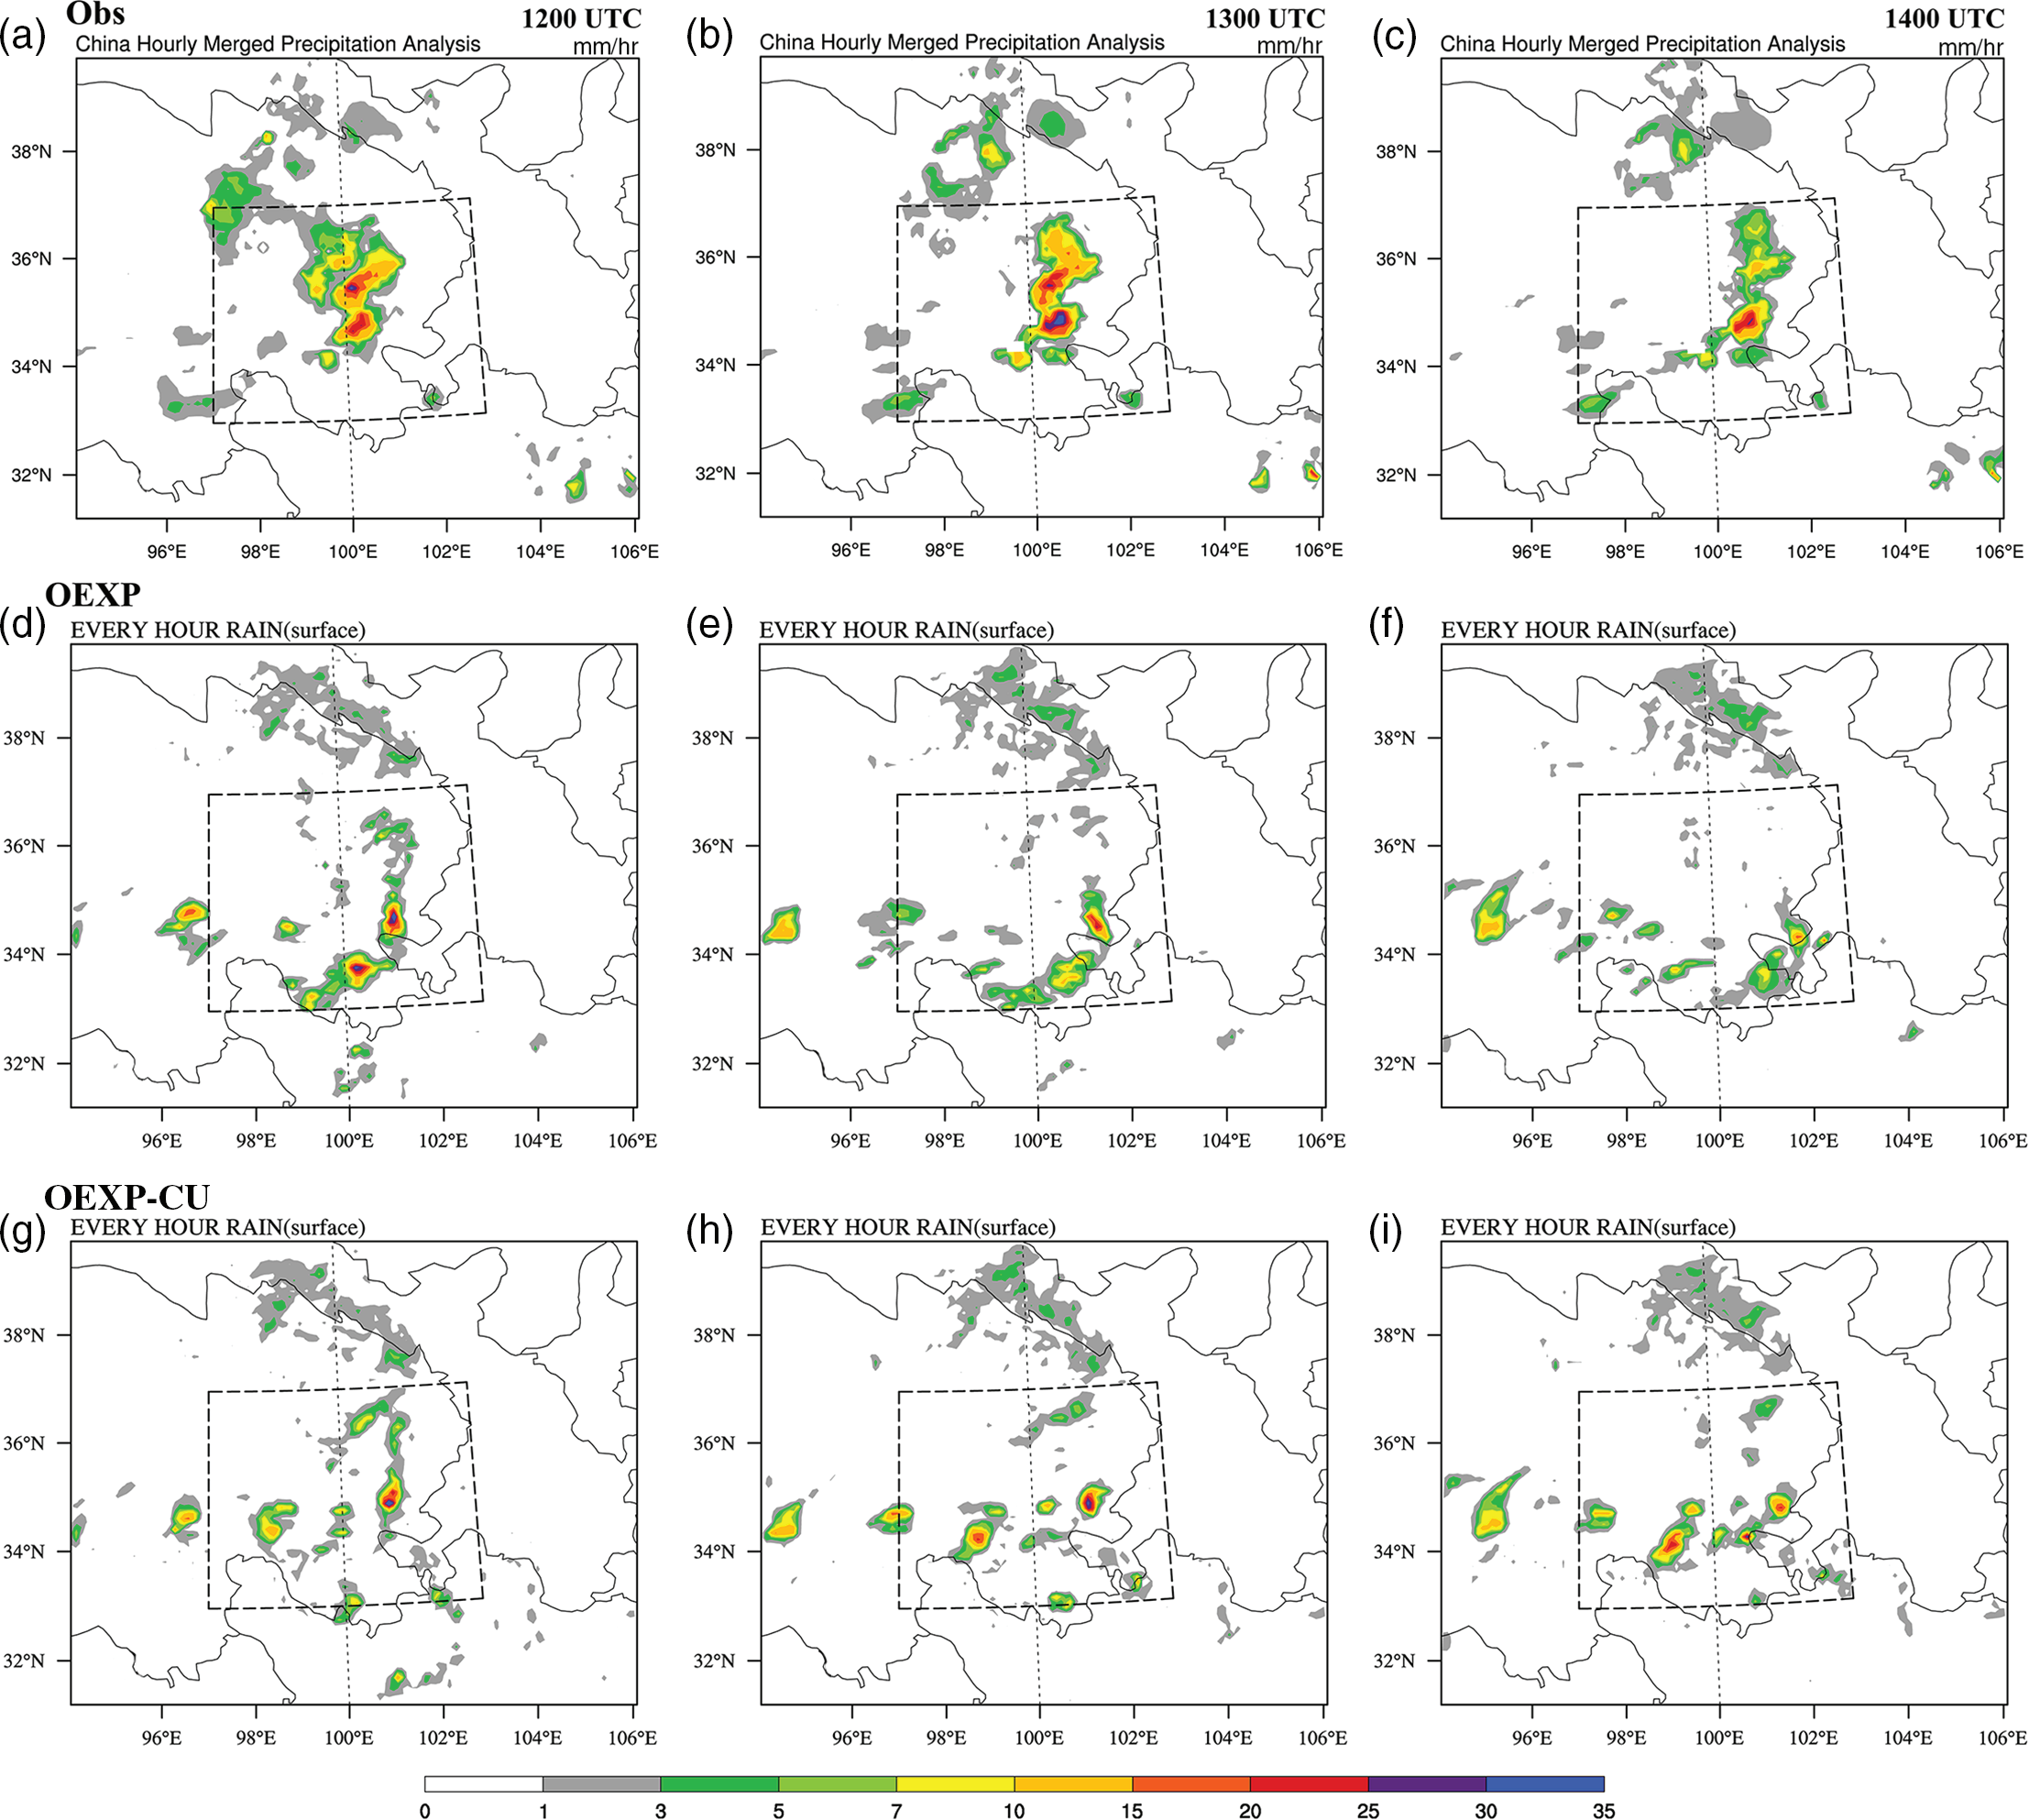 Obs
1200 UTC
1300 UTC
1400 UTC
(a)
China Hourly Merged Precipitation Analysis
mm/hr
(b)
China Hourly Merged Precipitation Analysis
mm/hr
(c)
China Hourly Merged Precipitation Analysis
mm/hr
38°N
36°N
34°N
32°N
96°E 98°E 100°E 102°E 104°E 106°E
38°N
36°N
34°N
32°N
96°E 98°E 100°E 102°E 104°E 106°E
38°N
36°N
34°N
32°N
96°E 98°E 100°E 102°E 104°E 106°E
OEXP
(d)
EVERY HOUR RAIN(surface)
(e)
EVERY HOUR RAIN(surface)
(f)
EVERY HOUR RAIN(surface)
38°N
36°N
34°N
32°N
96°E 98°E 100°E 102°E 104°E 106°E
38°N
36°N
34°N
32°N
96°E 98°E 100°E 102°E 104°E 106°E
38°N
36°N
34°N
32°N
96°E 98°E 100°E 102°E 104°E 106°E
OEXP-CU
(g)
EVERY HOUR RAIN(surface)
(h)
EVERY HOUR RAIN(surface)
(i)
EVERY HOUR RAIN(surface)
38°N
36°N
34°N
32°N
96°E 98°E 100°E 102°E 104°E 106°E
38°N
36°N
34°N
32°N
96°E 98°E 100°E 102°E 104°E 106°E
38°N
36°N
34°N
32°N
96°E 98°E 100°E 102°E 104°E 106°E
0 1 3 5 7 10 15 20 25 30 35